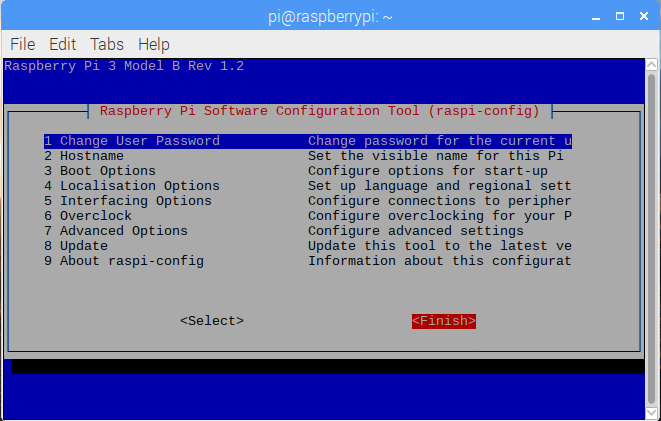 pi@raspberrypi: ~
File Edit Tabs Help
Raspberry Pi 3 Model B Rev 1.2
Raspberry Pi Software Configuration Tool (raspi-config)
1 Change User Password Change password for the current u
2 Hostname Set the visible name for this Pi
3 Boot Options Configure options for start-up
4 Localisation Options Set up language and regional sett
5 Interfacing Options Configure connections to peripher
6 Overclock Configure overclocking for your P
7 Advanced Options Configure advanced settings
8 Update Update this tool to the latest ve
9 About raspi-config Information about this configurat
<Select> <Finish>